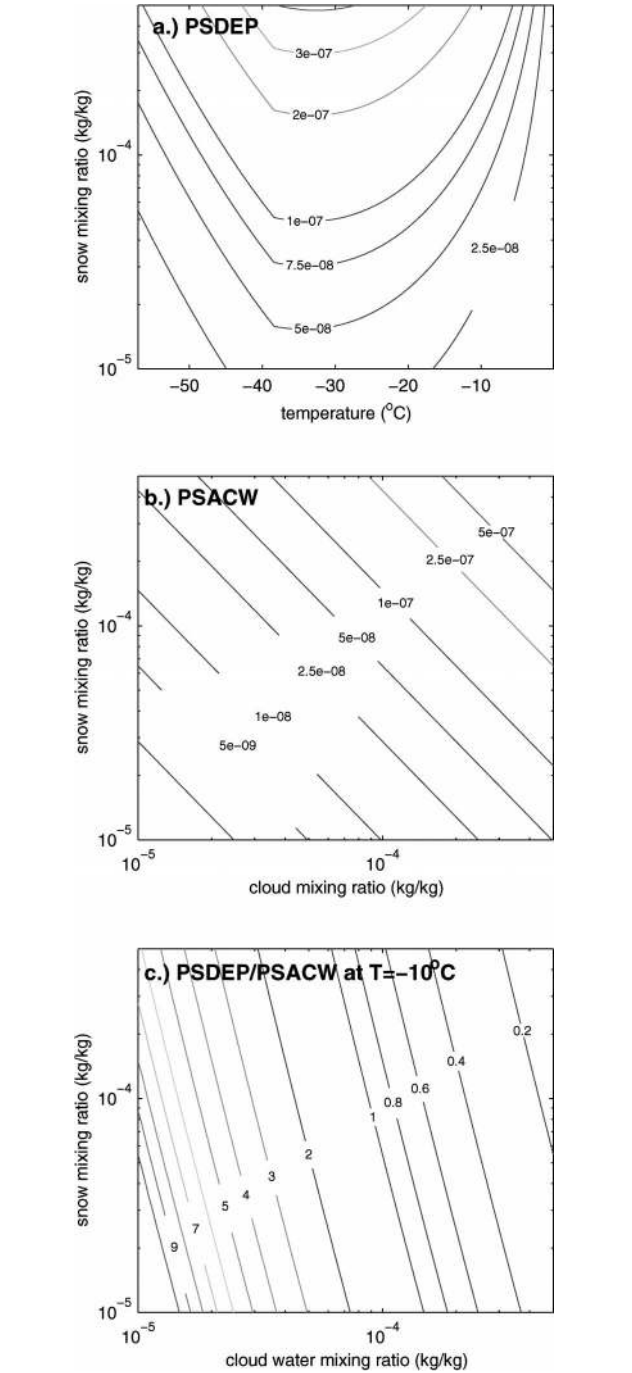 a.) PSDEP
3e−07
2e−07
1e−07
7.5e−08
5e−08
2.5e−08
10−4
10−5
snow mixing ratio (kg/kg)
−50 −40 −30 −20 −10
temperature (oC)
b.) PSACW
5e−07
2.5e−07
1e−07
5e−08
2.5e−08
1e−08
5e−09
10−4
10−5
snow mixing ratio (kg/kg)
10−5 10−4
cloud mixing ratio (kg/kg)
c.) PSDEP/PSACW at T=−10oC
0.2
0.4
0.6
0.8
1
2
3
4
5
7
9
10−4
10−5
snow mixing ratio (kg/kg)
10−5 10−4
cloud water mixing ratio (kg/kg)